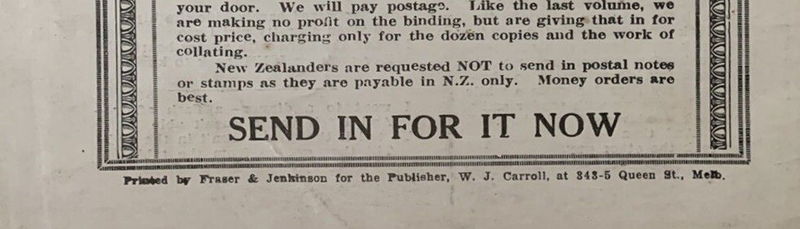 your door. We will pay postage. Like the last volume, we
are making no profit on the binding, but are giving that in for
cost price, charging only for the dozen copies and the work of
collating.
New Zealanders are requested NOT to send in postal notes
or stamps as they are payable in N.Z. only. Money orders are
best.
SEND IN FOR IT NOW
Printed by Fraser & Jenkinson for the Publisher, W. J. Carroll, at 343-5 Queen St., Melb.